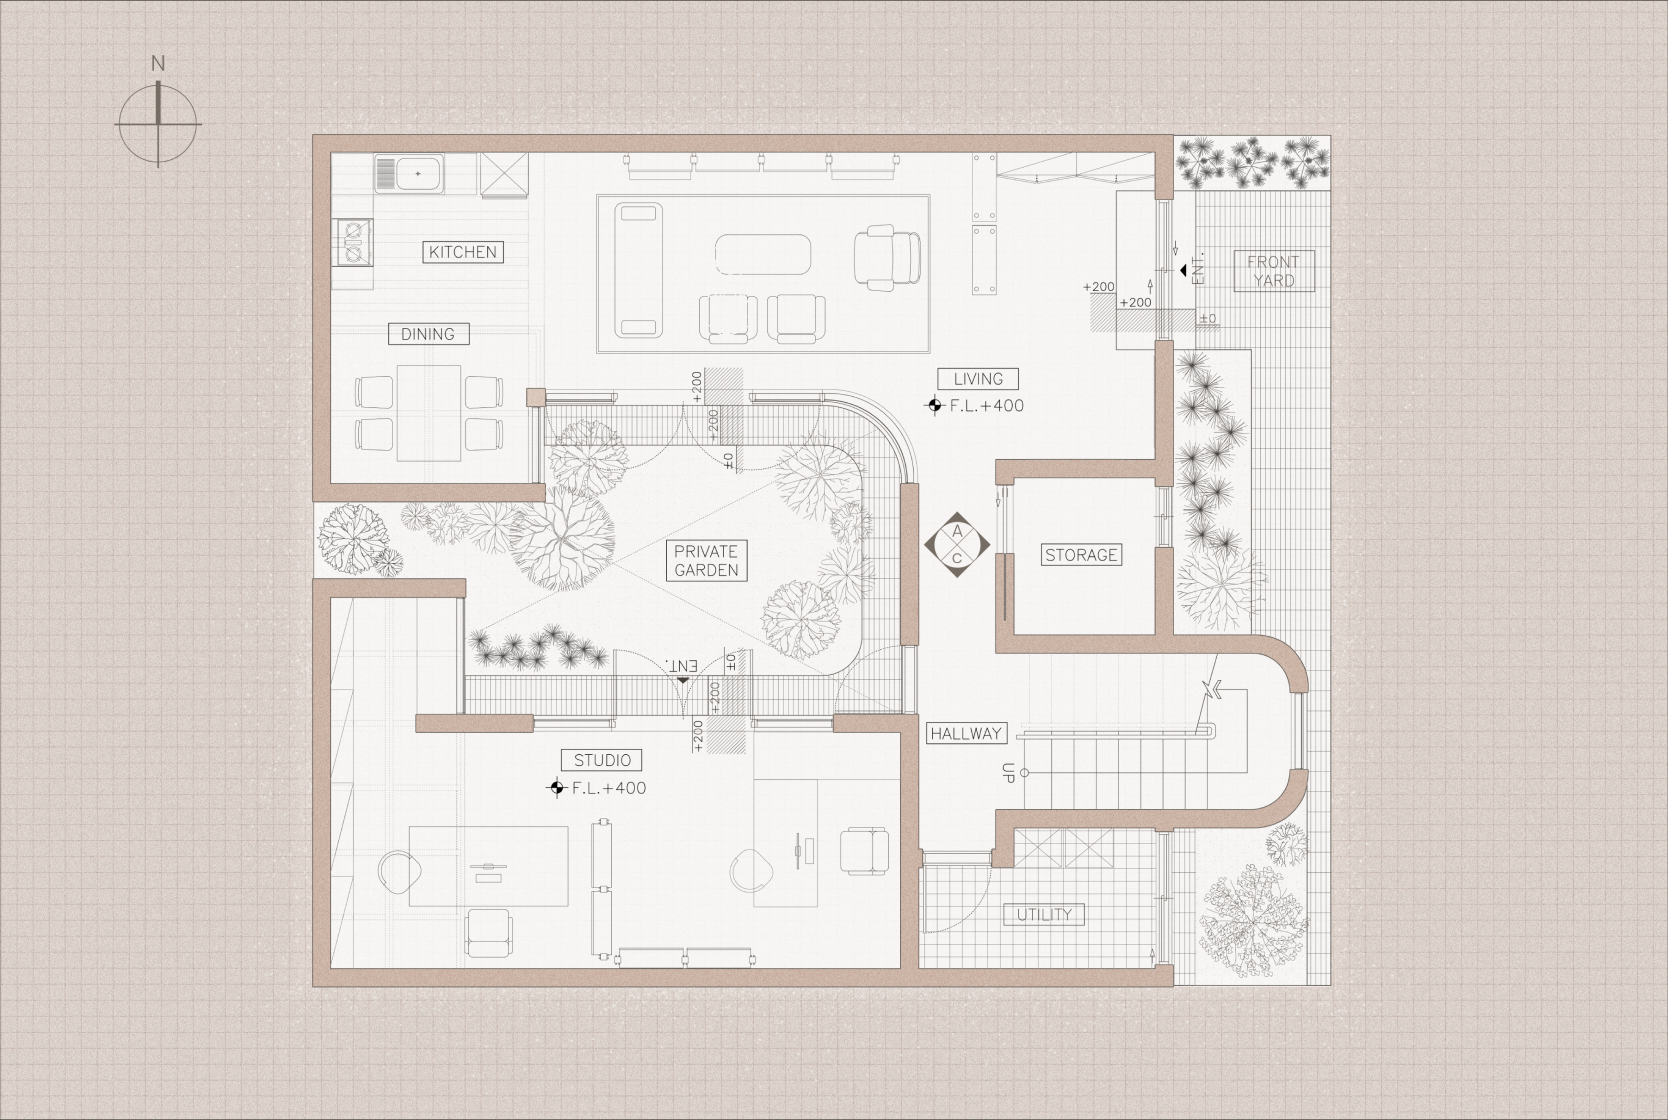 N
KITCHEN
FRONT
YARD
ENT.
+200
+200
±0
DINING
LIVING
F.L.+400
+200
+200
±0
PRIVATE
GARDEN
A
C
STORAGE
ENT.
±0
+200
+200
HALLWAY
UP
STUDIO
F.L.+400
UTILITY